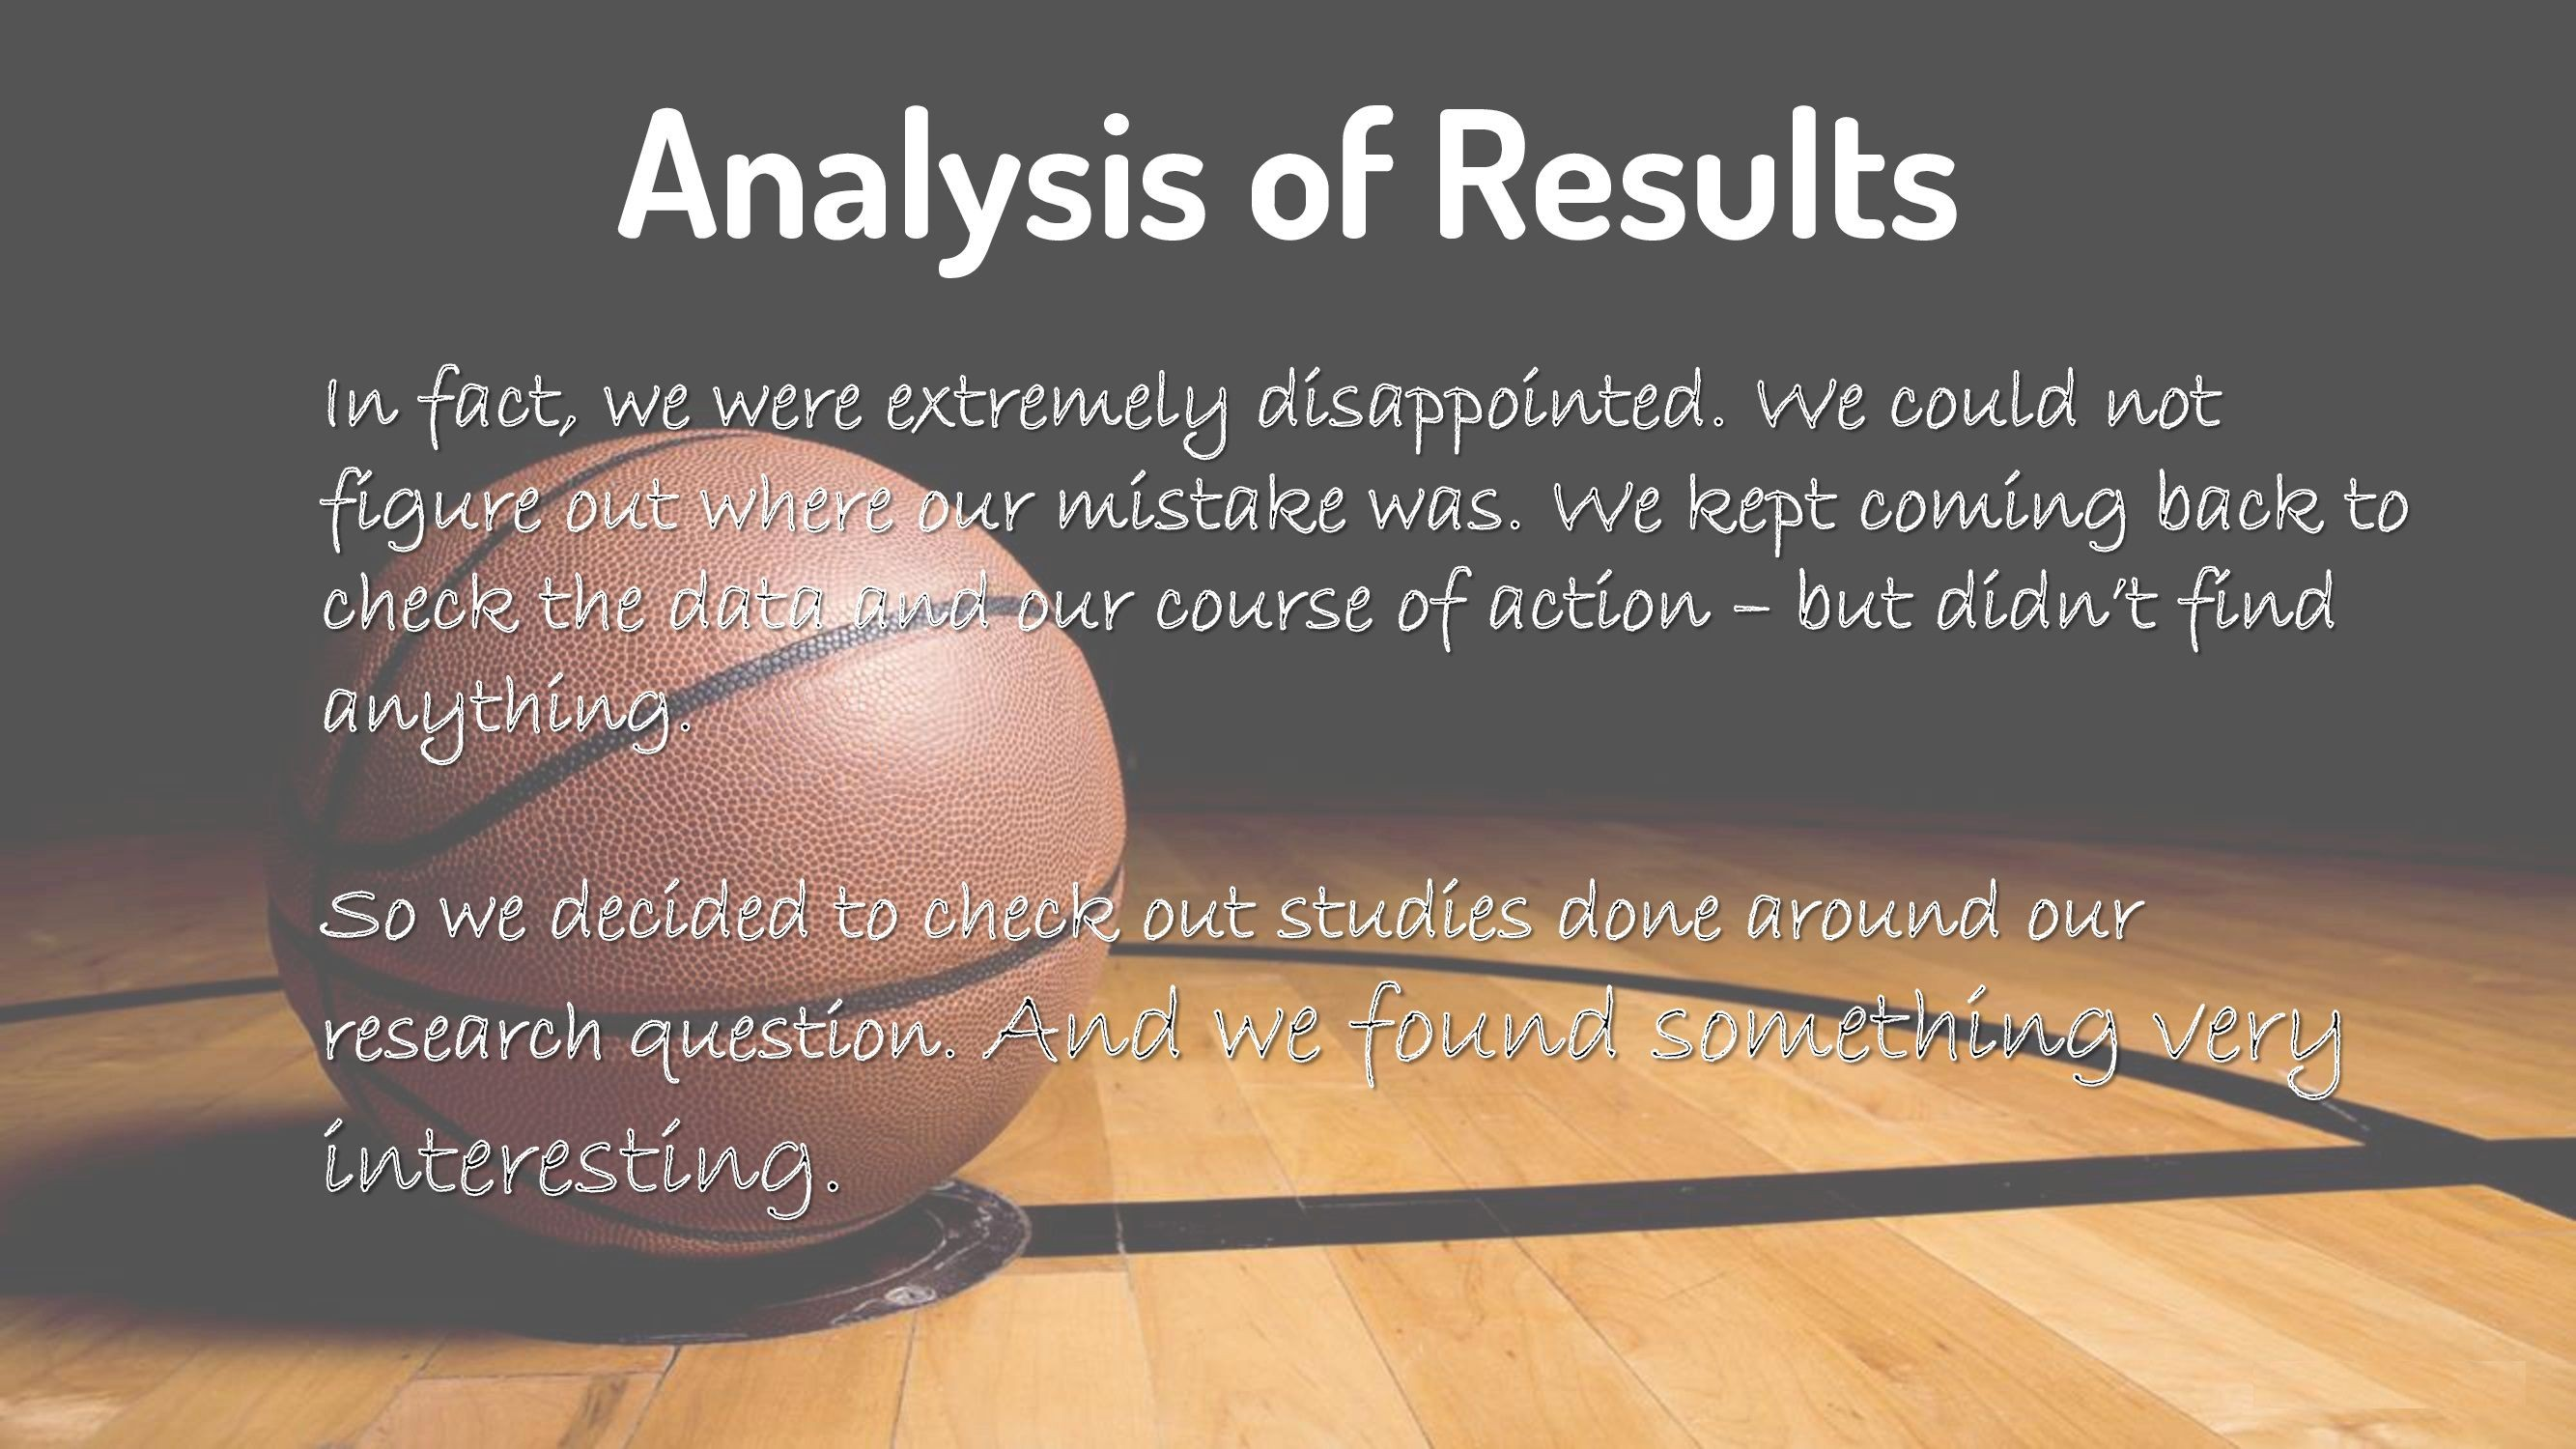 Analysis of Results
In fact, we were extremely disappointed. We could not
figure out where our mistake was. We kept coming back to
check the data and our course of action – but didn't find
anything.
So we decided to check out studies done around our
research question. And we found something very
interesting.